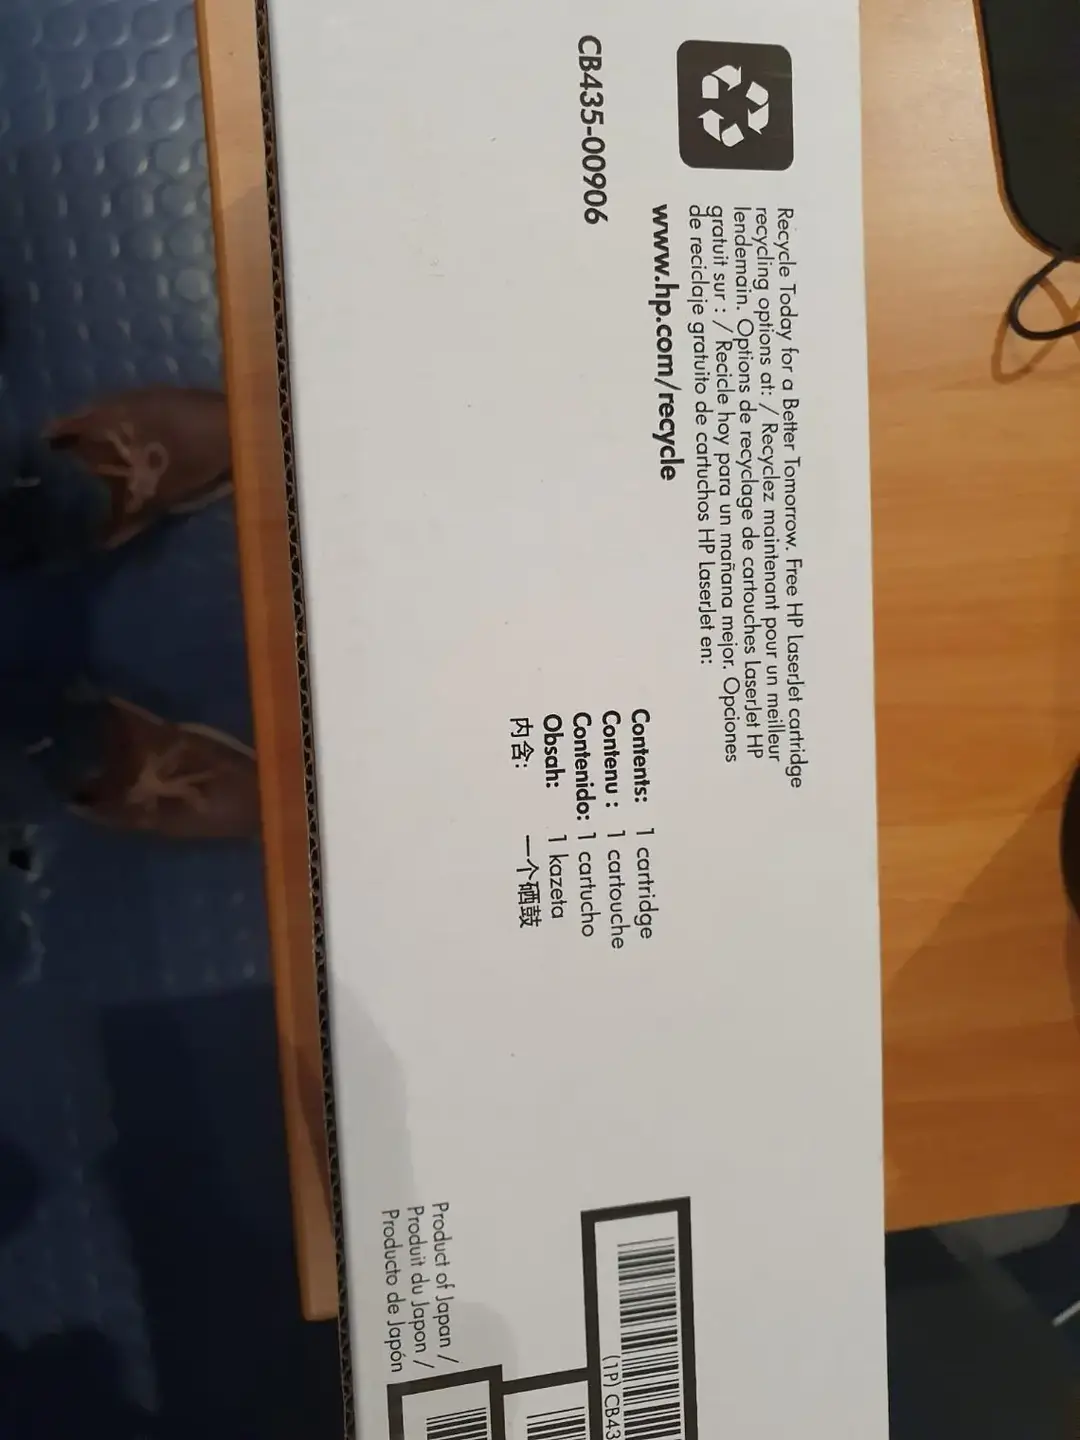 Recycle Today for a Better Tomorrow. Free HP LaserJet cartridge
recycling options at: / Recyclez maintenant pour un meilleur
lendemain. Options de recyclage de cartouches LaserJet HP
gratuit sur : / Recicle hoy para un mañana mejor. Opciones
de reciclaje gratuito de cartuchos HP LaserJet en:
www.hp.com/recycle
CB435-00906
Contents: 1 cartridge
Contenu : 1 cartouche
Contenido: 1 cartucho
Obsah: 1 kazeta
内含: 一个硒鼓
(1P) CB43
Product of Japan /
Produit du Japon /
Producto de Japón